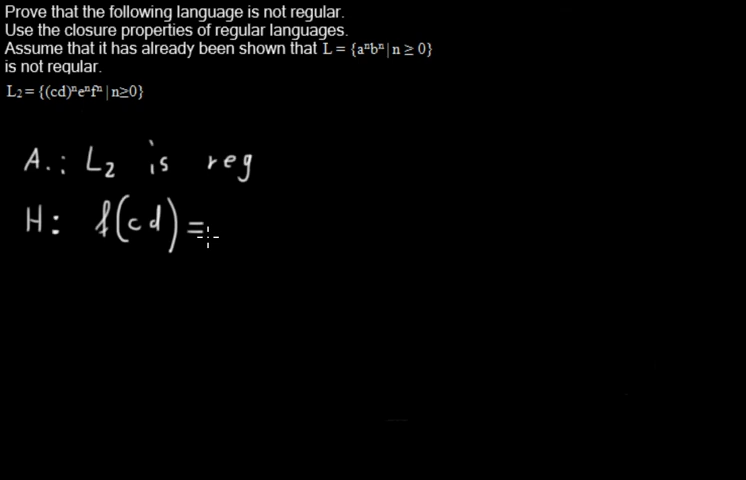 Prove that the following language is not regular.
Use the closure properties of regular languages.
Assume that it has already been shown that L = {aⁿbⁿ | n ≥ 0}
is not regular.
L₂ = {(cd)ⁿeⁿfⁿ | n≥0}
A.: L₂ is reg
H: f(cd) =